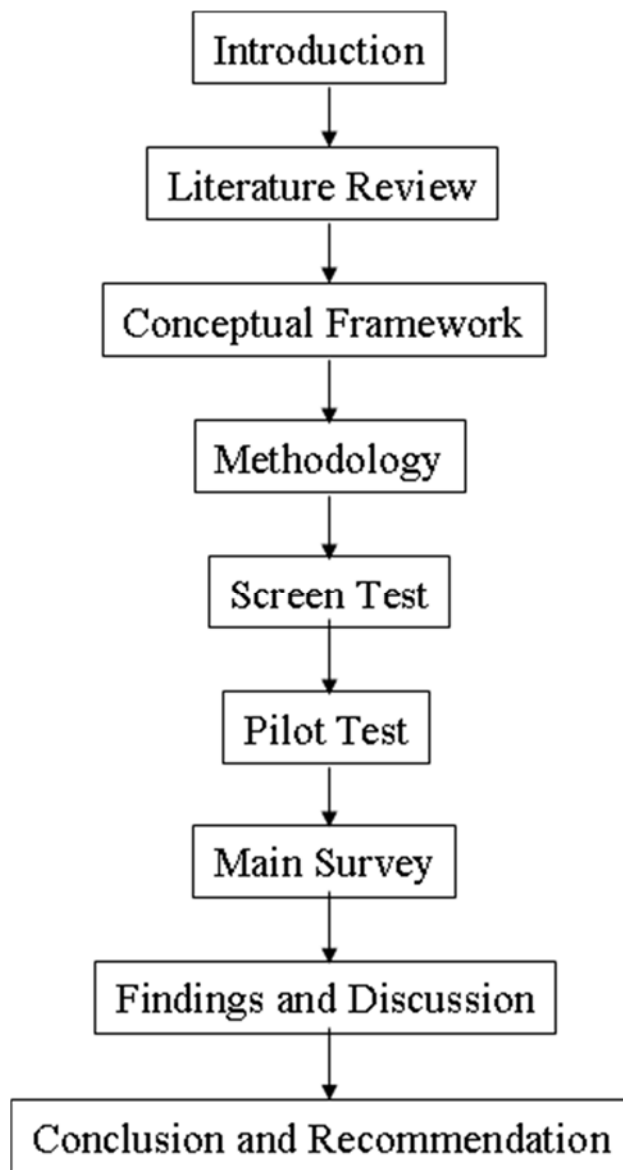 Introduction
Literature Review
Conceptual Framework
Methodology
Screen Test
Pilot Test
Main Survey
Findings and Discussion
Conclusion and Recommendation